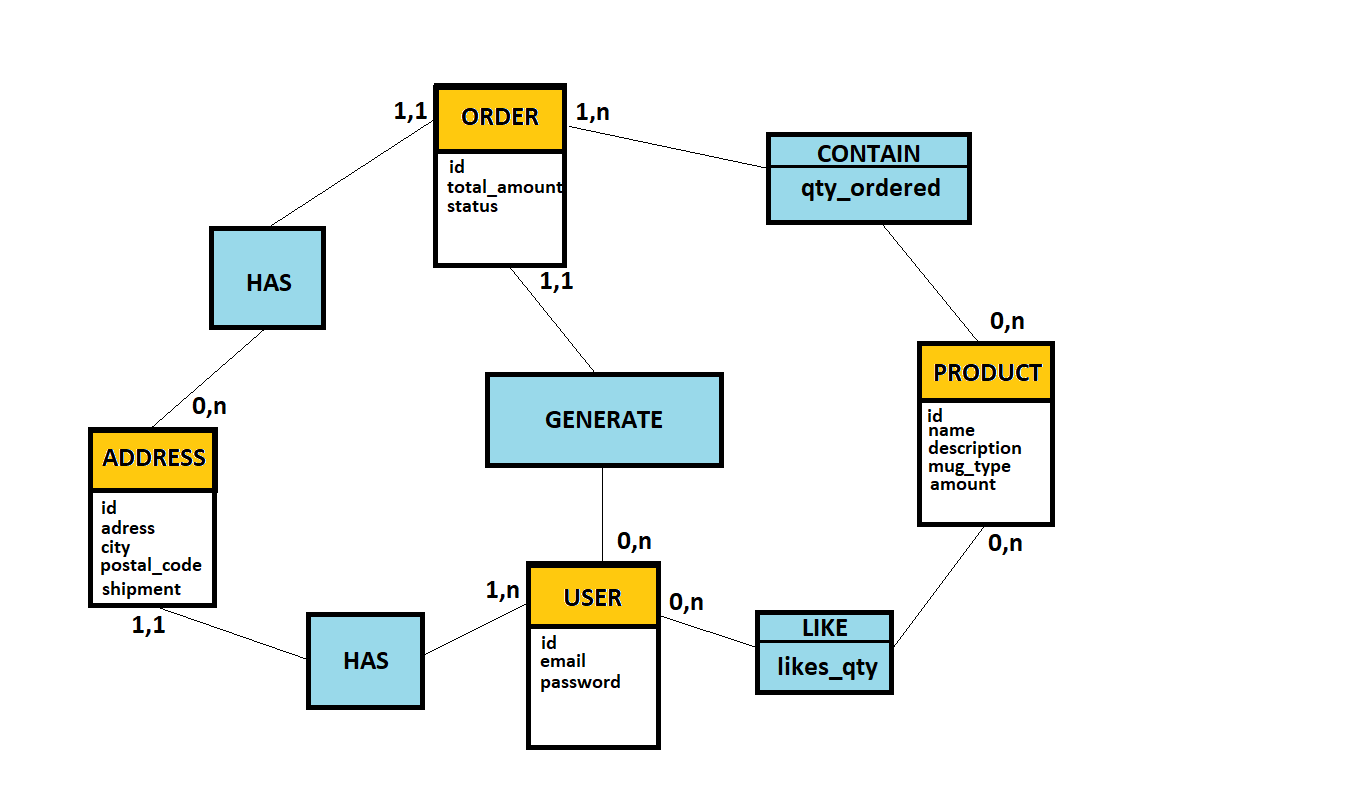 ORDER
1,1
1,n
id
total_amount
status
1,1
CONTAIN
qty_ordered
HAS
0,n
0,n
PRODUCT
id
name
description
mug_type
amount
0,n
GENERATE
ADDRESS
id
adress
city
postal_code
shipment
1,1
0,n
1,n
USER
0,n
id
email
password
HAS
LIKE
likes_qty